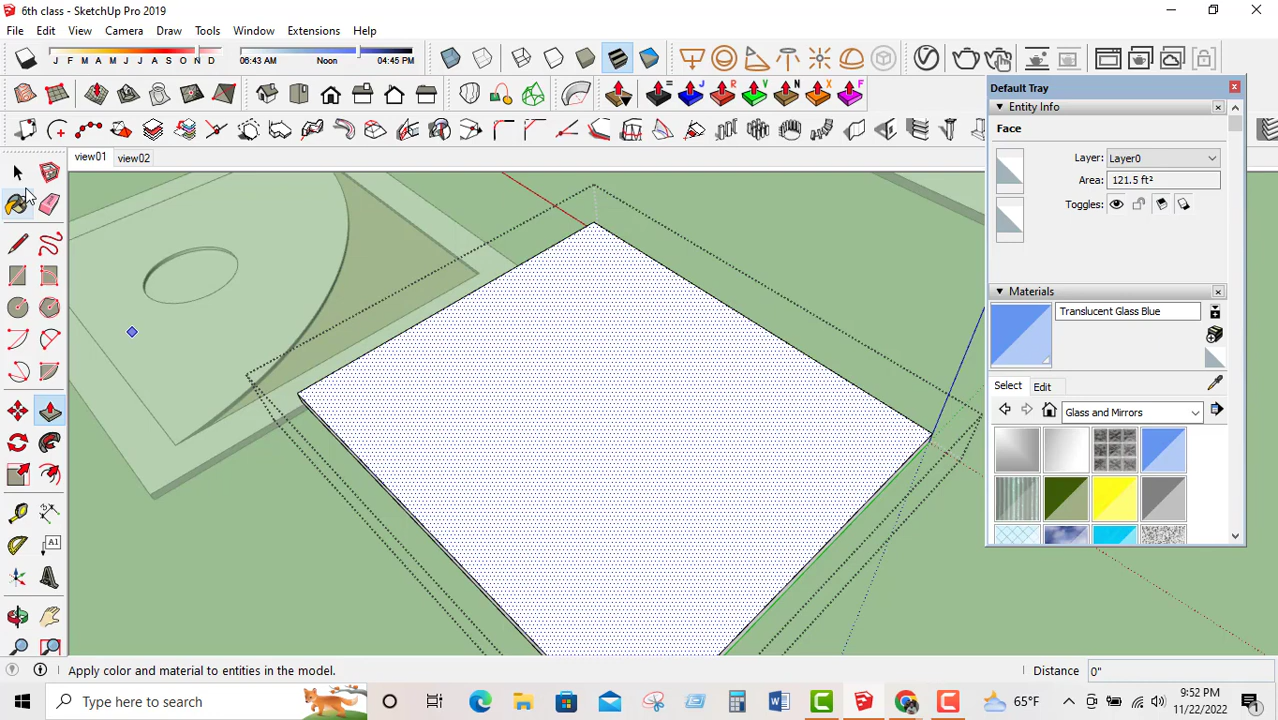 6th class - SketchUp Pro 2019
File Edit View Camera Draw Tools Window Extensions Help
J F M A M J J A S O N D 06:43 AM Noon 04:45 PM
Default Tray
Entity Info
view01 view02
Face
Layer: Layer0
Area: 121.5 ft²
Toggles:
Materials
Translucent Glass Blue
Select Edit
Glass and Mirrors
A1
Apply color and material to entities in the model.
Distance 0"
Type here to search
65°F
9:52 PM
11/22/2022